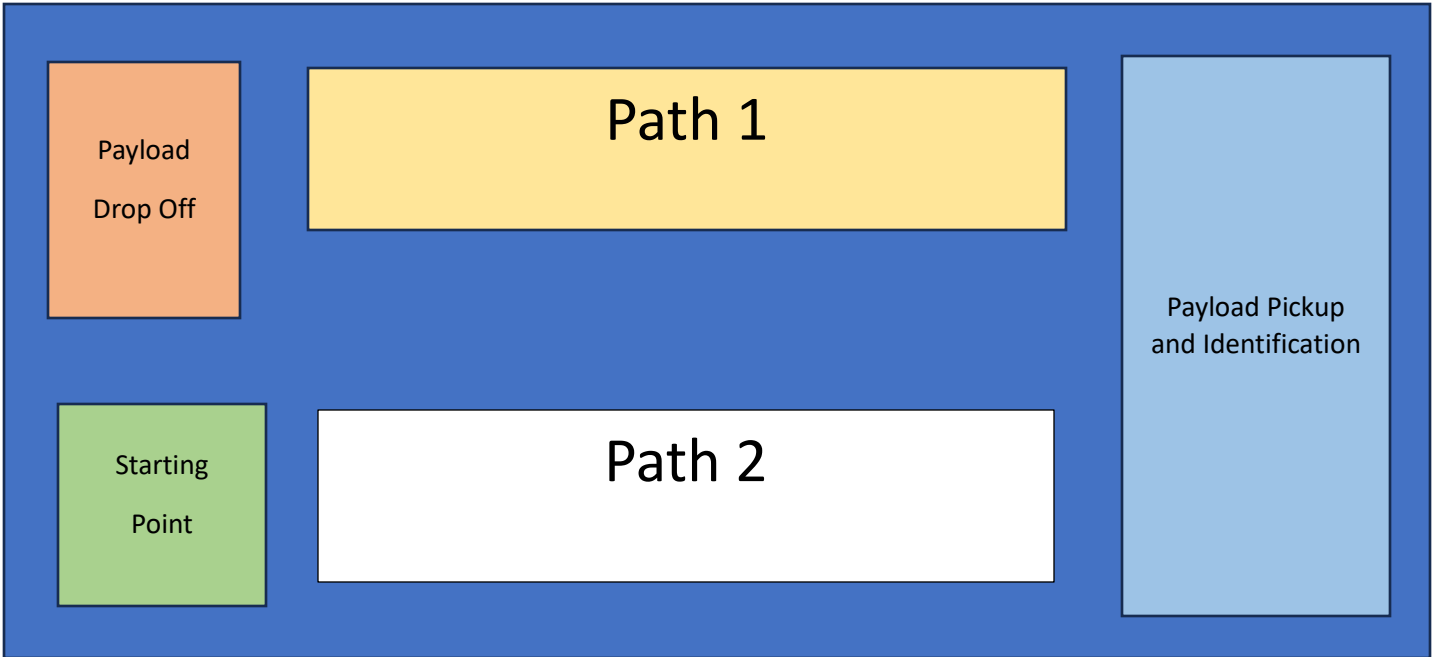 Payload
Drop Off
Path 1
Payload Pickup
and Identification
Starting
Point
Path 2